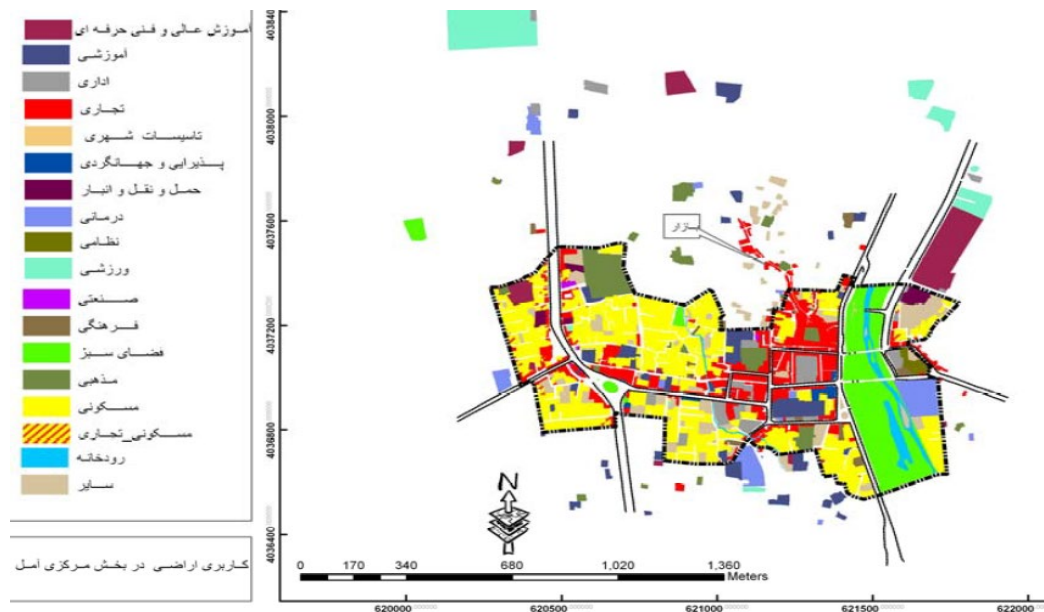 آموزش عالی و فنی حرفه ای
آموزشی
اداری
تجاری
تاسیسات شهری
پذیرایی و جهانگردی
حمل و نقل و انبار
درمانی
نظامی
ورزشی
صنعتی
فرهنگی
فضای سبز
مذهبی
مسکونی
مسکونی_تجاری
رودخانه
سایر
کاربری اراضی در بخش مرکزی آمل
403840
4038000
4037600
4037200
4036800
4036400
بازار
N
0 170 340 680 1,020 1,360
Meters
620000 620500 621000 621500 622000